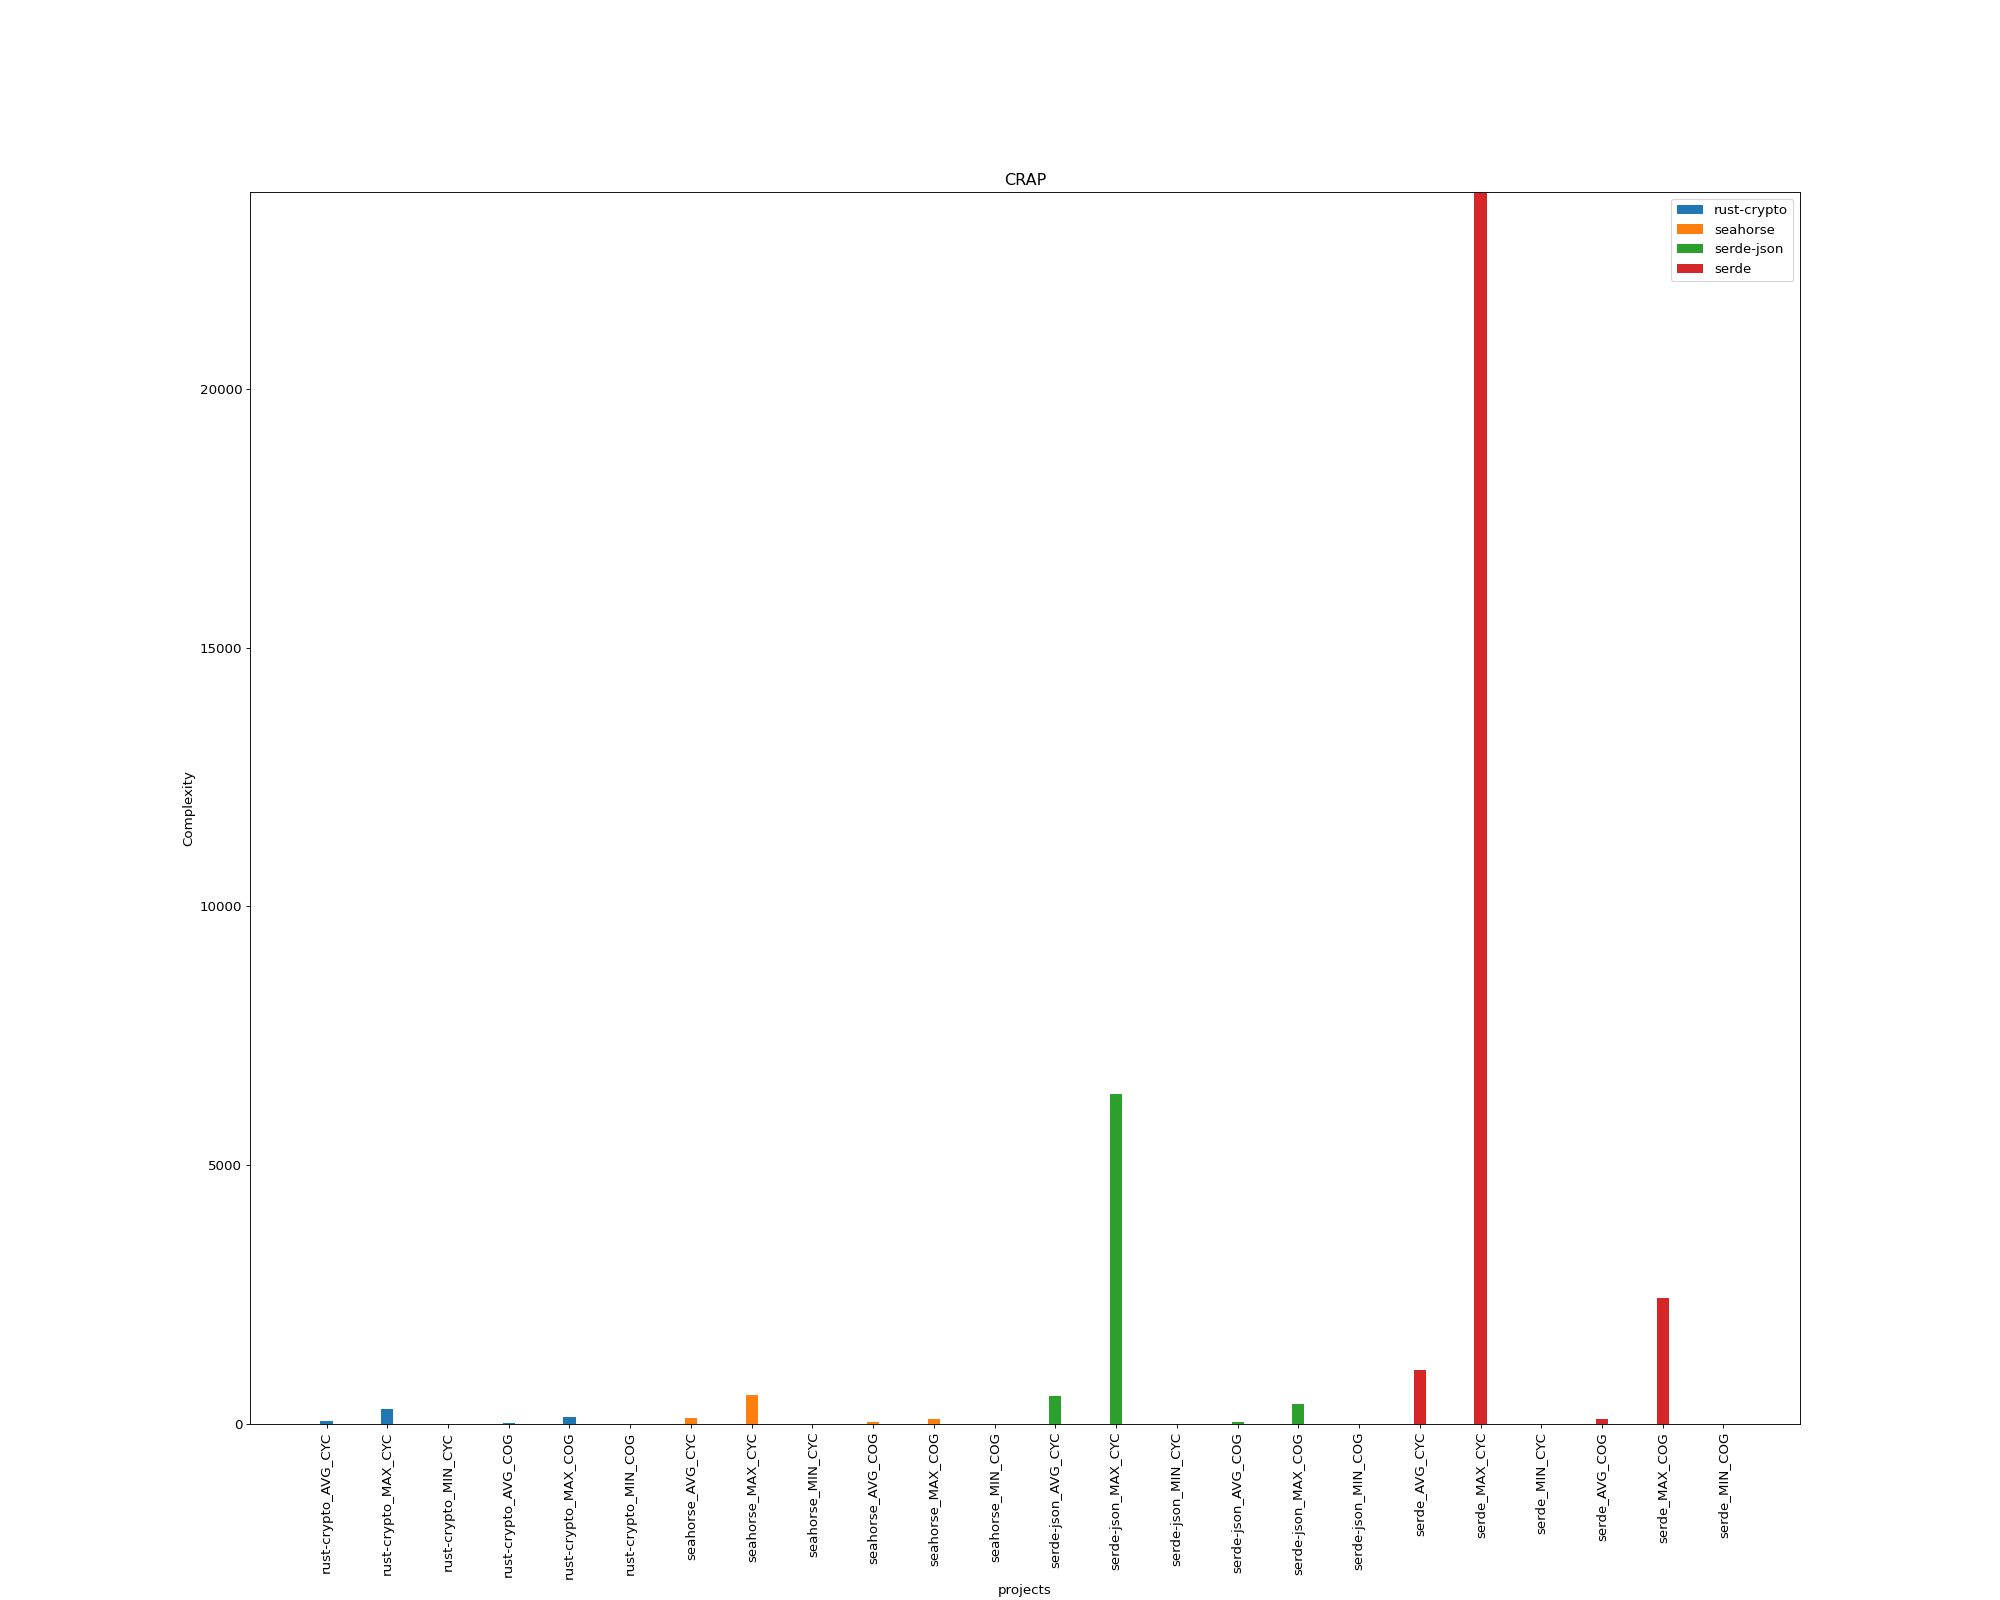 CRAP
rust-crypto
seahorse
serde-json
serde
20000
15000
10000
5000
0
Complexity
rust-crypto_AVG_CYC
rust-crypto_MAX_CYC
rust-crypto_MIN_CYC
rust-crypto_AVG_COG
rust-crypto_MAX_COG
rust-crypto_MIN_COG
seahorse_AVG_CYC
seahorse_MAX_CYC
seahorse_MIN_CYC
seahorse_AVG_COG
seahorse_MAX_COG
seahorse_MIN_COG
serde-json_AVG_CYC
serde-json_MAX_CYC
serde-json_MIN_CYC
serde-json_AVG_COG
serde-json_MAX_COG
serde-json_MIN_COG
serde_AVG_CYC
serde_MAX_CYC
serde_MIN_CYC
serde_AVG_COG
serde_MAX_COG
serde_MIN_COG
projects